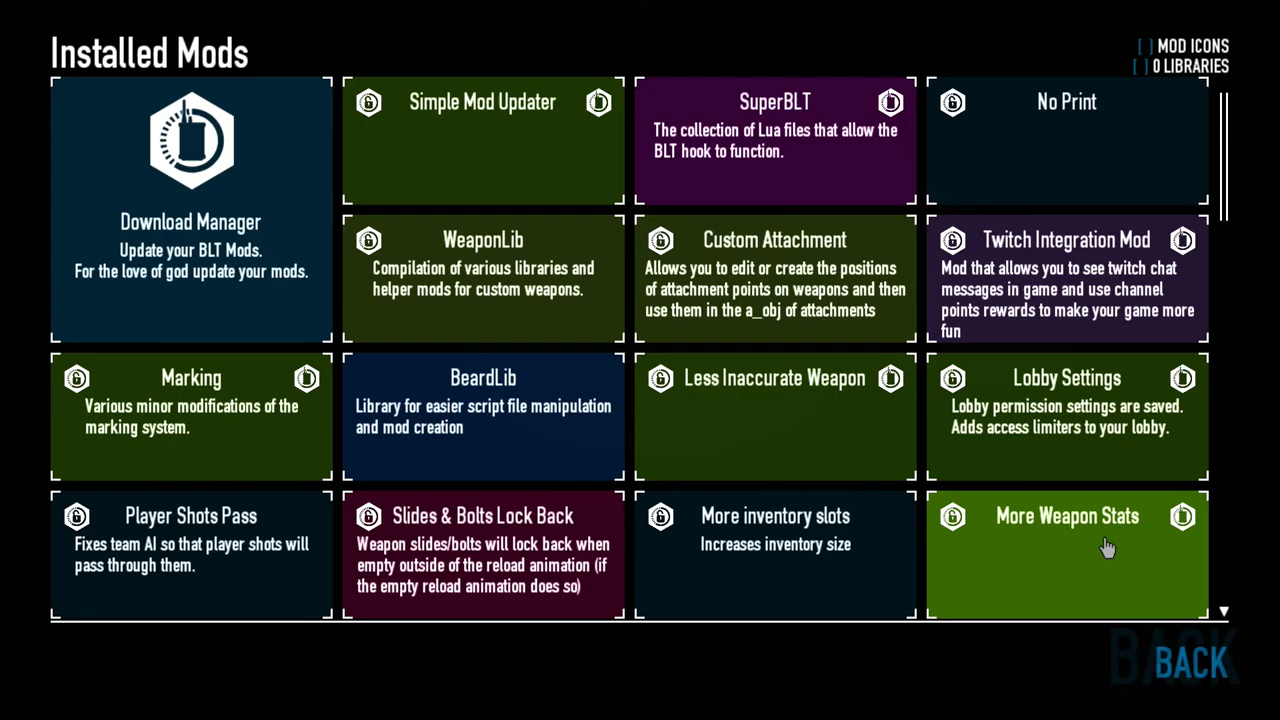 Installed Mods
[ ] MOD ICONS
[ ] 0 LIBRARIES
Download Manager
Update your BLT Mods.
For the love of god update your mods.
Simple Mod Updater
SuperBLT
The collection of Lua files that allow the
BLT hook to function.
No Print
WeaponLib
Compilation of various libraries and
helper mods for custom weapons.
Custom Attachment
Allows you to edit or create the positions
of attachment points on weapons and then
use them in the a_obj of attachments
Twitch Integration Mod
Mod that allows you to see twitch chat
messages in game and use channel
points rewards to make your game more
fun
Marking
Various minor modifications of the
marking system.
BeardLib
Library for easier script file manipulation
and mod creation
Less Inaccurate Weapon
Lobby Settings
Lobby permission settings are saved.
Adds access limiters to your lobby.
Player Shots Pass
Fixes team AI so that player shots will
pass through them.
Slides & Bolts Lock Back
Weapon slides/bolts will lock back when
empty outside of the reload animation (if
the empty reload animation does so)
More inventory slots
Increases inventory size
More Weapon Stats
BACK
BACK